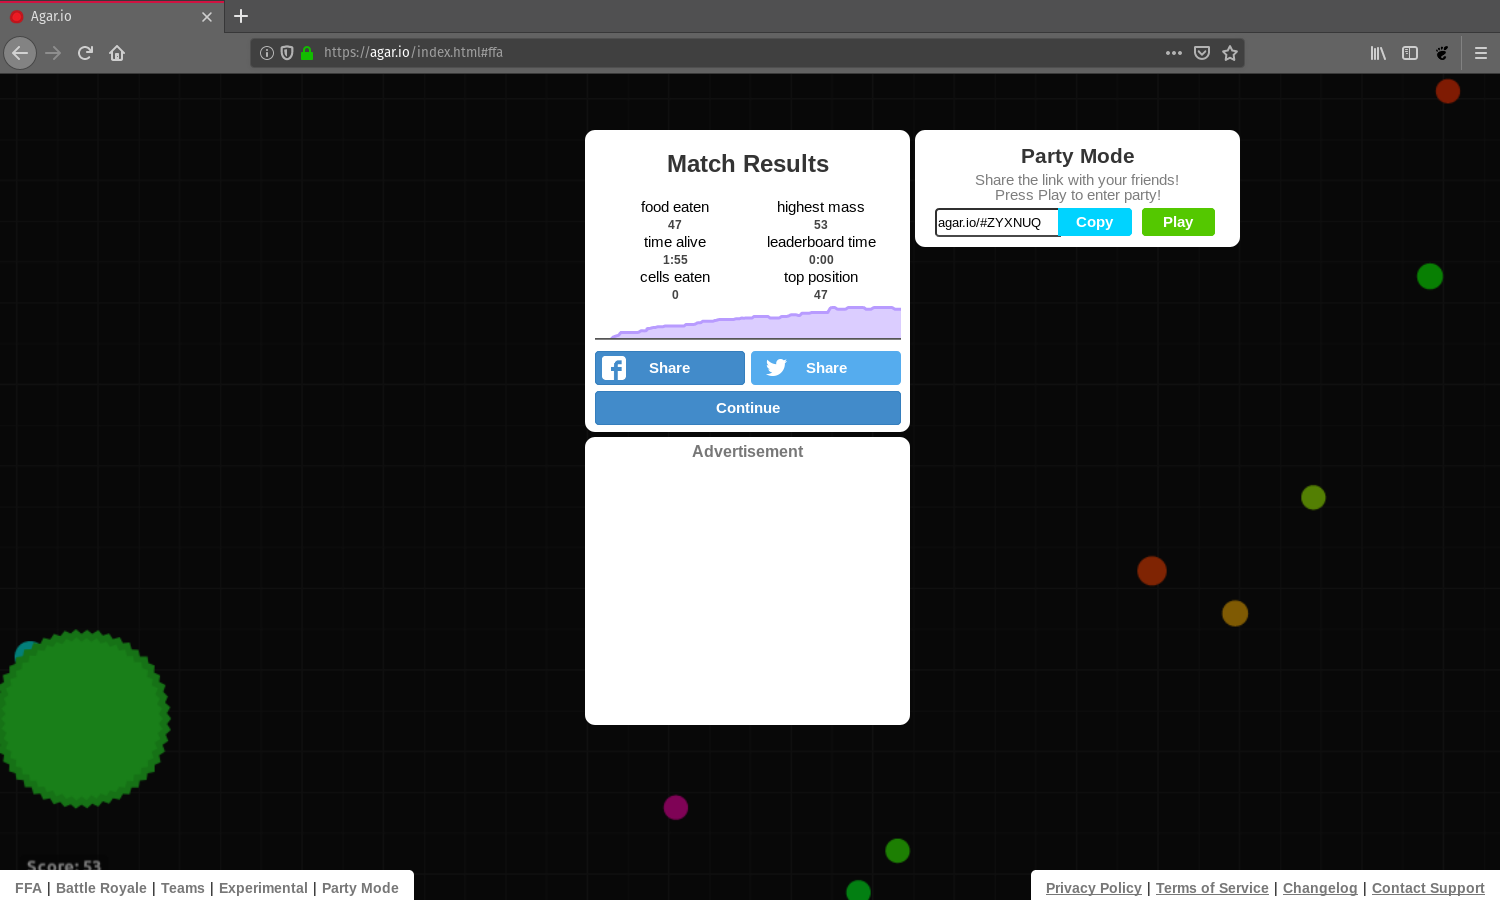 Agar.io
https://agar.io/index.html#ffa
Match Results
food eaten
47
highest mass
53
time alive
1:55
leaderboard time
0:00
cells eaten
0
top position
47
Share
Share
Continue
Advertisement
Party Mode
Share the link with your friends!
Press Play to enter party!
agar.io/#ZYXNUQ
Copy
Play
Score: 53
FFA | Battle Royale | Teams | Experimental | Party Mode
Privacy Policy | Terms of Service | Changelog | Contact Support